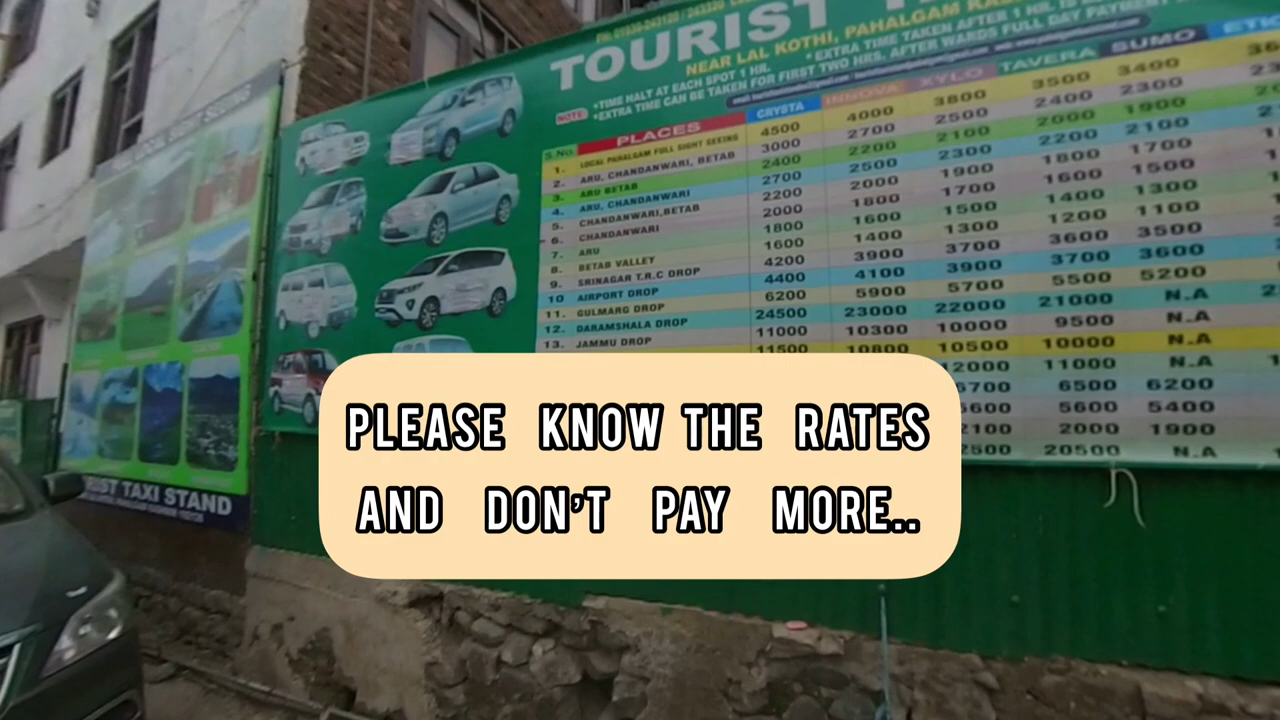 TOURIST
NEAR LAL KOTHI, PAHALGAM
NOTE: *TIME HALT AT EACH SPOT 1 HR. *EXTRA TIME TAKEN AFTER 1 HR. IS
*EXTRA TIME CAN BE TAKEN FOR FIRST TWO HRS. AFTER WARDS FULL DAY PAYMENT
S.No. PLACES CRYSTA INNOVA XYLO TAVERA SUMO
1. LOCAL PAHALGAM FULL SIGHT SEEING 4500 4000 3800 3500 3400
2. ARU, CHANDANWARI, BETAB 3000 2700 2500 2400 2300
3. ARU BETAB 2400 2200 2100 2000 1900
4. ARU, CHANDANWARI 2700 2500 2300 2200 2100
5. CHANDANWARI, BETAB 2200 2000 1900 1800 1700
6. CHANDANWARI 2000 1800 1700 1600 1500
7. ARU 1800 1600 1500 1400 1300
8. BETAB VALLEY 1600 1400 1300 1200 1100
9. SRINAGAR T.R.C DROP 4200 3900 3700 3600 3500
10 AIRPORT DROP 4400 4100 3900 3700 3600
11. GULMARG DROP 6200 5900 5700 5500 5200
12. DARAMSHALA DROP 24500 23000 22000 21000 N.A
13. JAMMU DROP 11000 10300 10000 9500 N.A
11500 10800 10500 10000 N.A
12000 11000 N.A
6500 6200
5600 5400
2000 1900
20500 N.A
TAXI STAND
PLEASE KNOW THE RATES
AND DON'T PAY MORE..